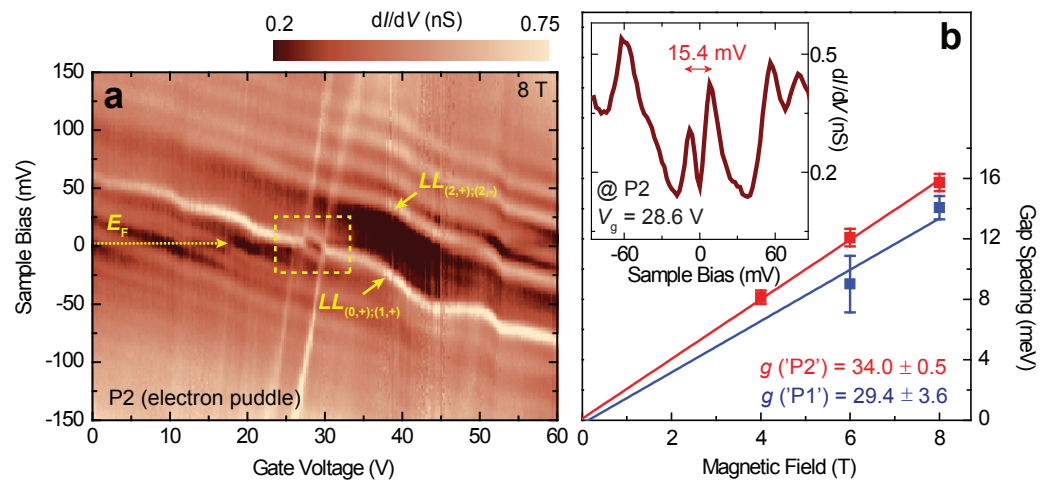 dI/dV (nS)
0.2
0.75
a
8 T
LL(2,+);(2,-)
EF
LL(0,+);(1,+)
P2 (electron puddle)
150
100
50
0
-50
-100
-150
Sample Bias (mV)
0
10
20
30
40
50
60
Gate Voltage (V)
b
15.4 mV
@ P2
Vg = 28.6 V
0.5
0.2
dI/dV (nS)
-60
0
60
Sample Bias (mV)
g ('P2') = 34.0 ± 0.5
g ('P1') = 29.4 ± 3.6
16
12
8
4
0
Gap Spacing (meV)
0
2
4
6
8
Magnetic Field (T)